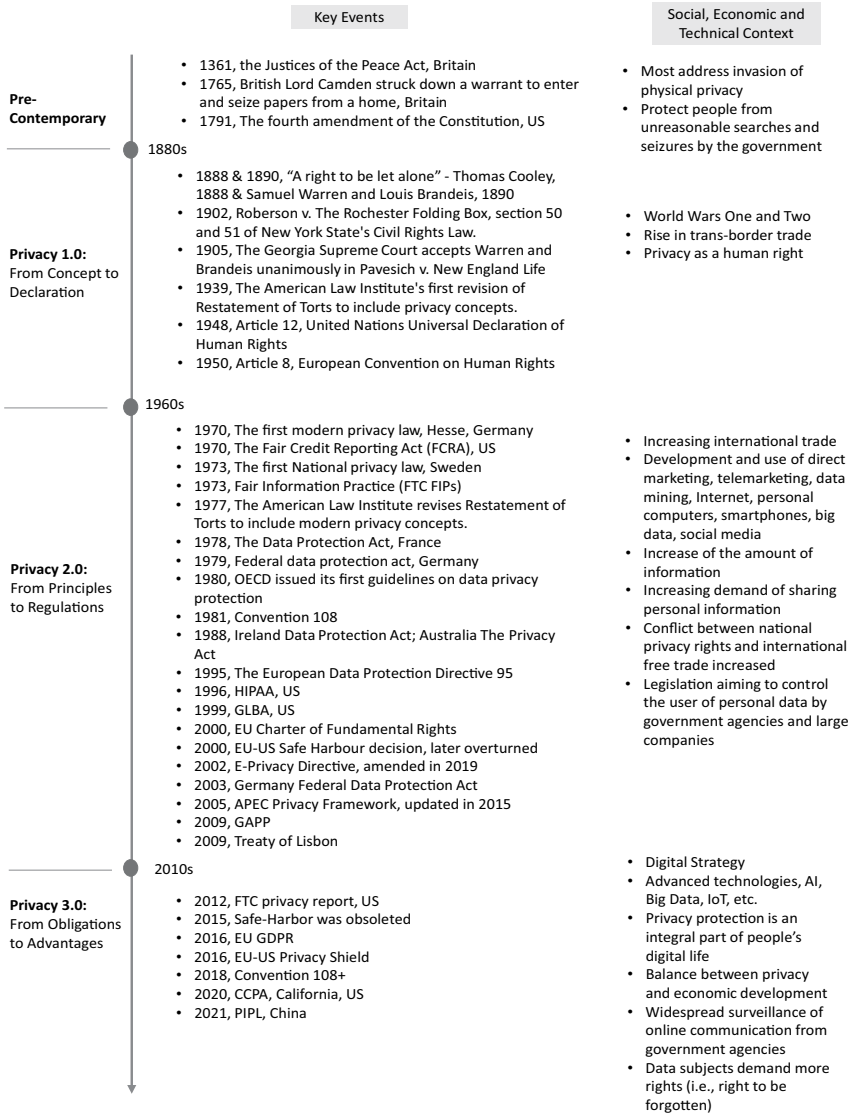 Key Events
Social, Economic and
Technical Context
Pre-
Contemporary
• 1361, the Justices of the Peace Act, Britain
• 1765, British Lord Camden struck down a warrant to enter
and seize papers from a home, Britain
• 1791, The fourth amendment of the Constitution, US
• Most address invasion of
physical privacy
• Protect people from
unreasonable searches and
seizures by the government
1880s
Privacy 1.0:
From Concept to
Declaration
• 1888 & 1890, “A right to be let alone” - Thomas Cooley,
1888 & Samuel Warren and Louis Brandeis, 1890
• 1902, Roberson v. The Rochester Folding Box, section 50
and 51 of New York State's Civil Rights Law.
• 1905, The Georgia Supreme Court accepts Warren and
Brandeis unanimously in Pavesich v. New England Life
• 1939, The American Law Institute's first revision of
Restatement of Torts to include privacy concepts.
• 1948, Article 12, United Nations Universal Declaration of
Human Rights
• 1950, Article 8, European Convention on Human Rights
• World Wars One and Two
• Rise in trans-border trade
• Privacy as a human right
1960s
Privacy 2.0:
From Principles
to Regulations
• 1970, The first modern privacy law, Hesse, Germany
• 1970, The Fair Credit Reporting Act (FCRA), US
• 1973, The first National privacy law, Sweden
• 1973, Fair Information Practice (FTC FIPs)
• 1977, The American Law Institute revises Restatement of
Torts to include modern privacy concepts.
• 1978, The Data Protection Act, France
• 1979, Federal data protection act, Germany
• 1980, OECD issued its first guidelines on data privacy
protection
• 1981, Convention 108
• 1988, Ireland Data Protection Act; Australia The Privacy
Act
• 1995, The European Data Protection Directive 95
• 1996, HIPAA, US
• 1999, GLBA, US
• 2000, EU Charter of Fundamental Rights
• 2000, EU-US Safe Harbour decision, later overturned
• 2002, E-Privacy Directive, amended in 2019
• 2003, Germany Federal Data Protection Act
• 2005, APEC Privacy Framework, updated in 2015
• 2009, GAPP
• 2009, Treaty of Lisbon
• Increasing international trade
• Development and use of direct
marketing, telemarketing, data
mining, Internet, personal
computers, smartphones, big
data, social media
• Increase of the amount of
information
• Increasing demand of sharing
personal information
• Conflict between national
privacy rights and international
free trade increased
• Legislation aiming to control
the user of personal data by
government agencies and large
companies
2010s
Privacy 3.0:
From Obligations
to Advantages
• 2012, FTC privacy report, US
• 2015, Safe-Harbor was obsoleted
• 2016, EU GDPR
• 2016, EU-US Privacy Shield
• 2018, Convention 108+
• 2020, CCPA, California, US
• 2021, PIPL, China
• Digital Strategy
• Advanced technologies, AI,
Big Data, IoT, etc.
• Privacy protection is an
integral part of people’s
digital life
• Balance between privacy
and economic development
• Widespread surveillance of
online communication from
government agencies
• Data subjects demand more
rights (i.e., right to be
forgotten)